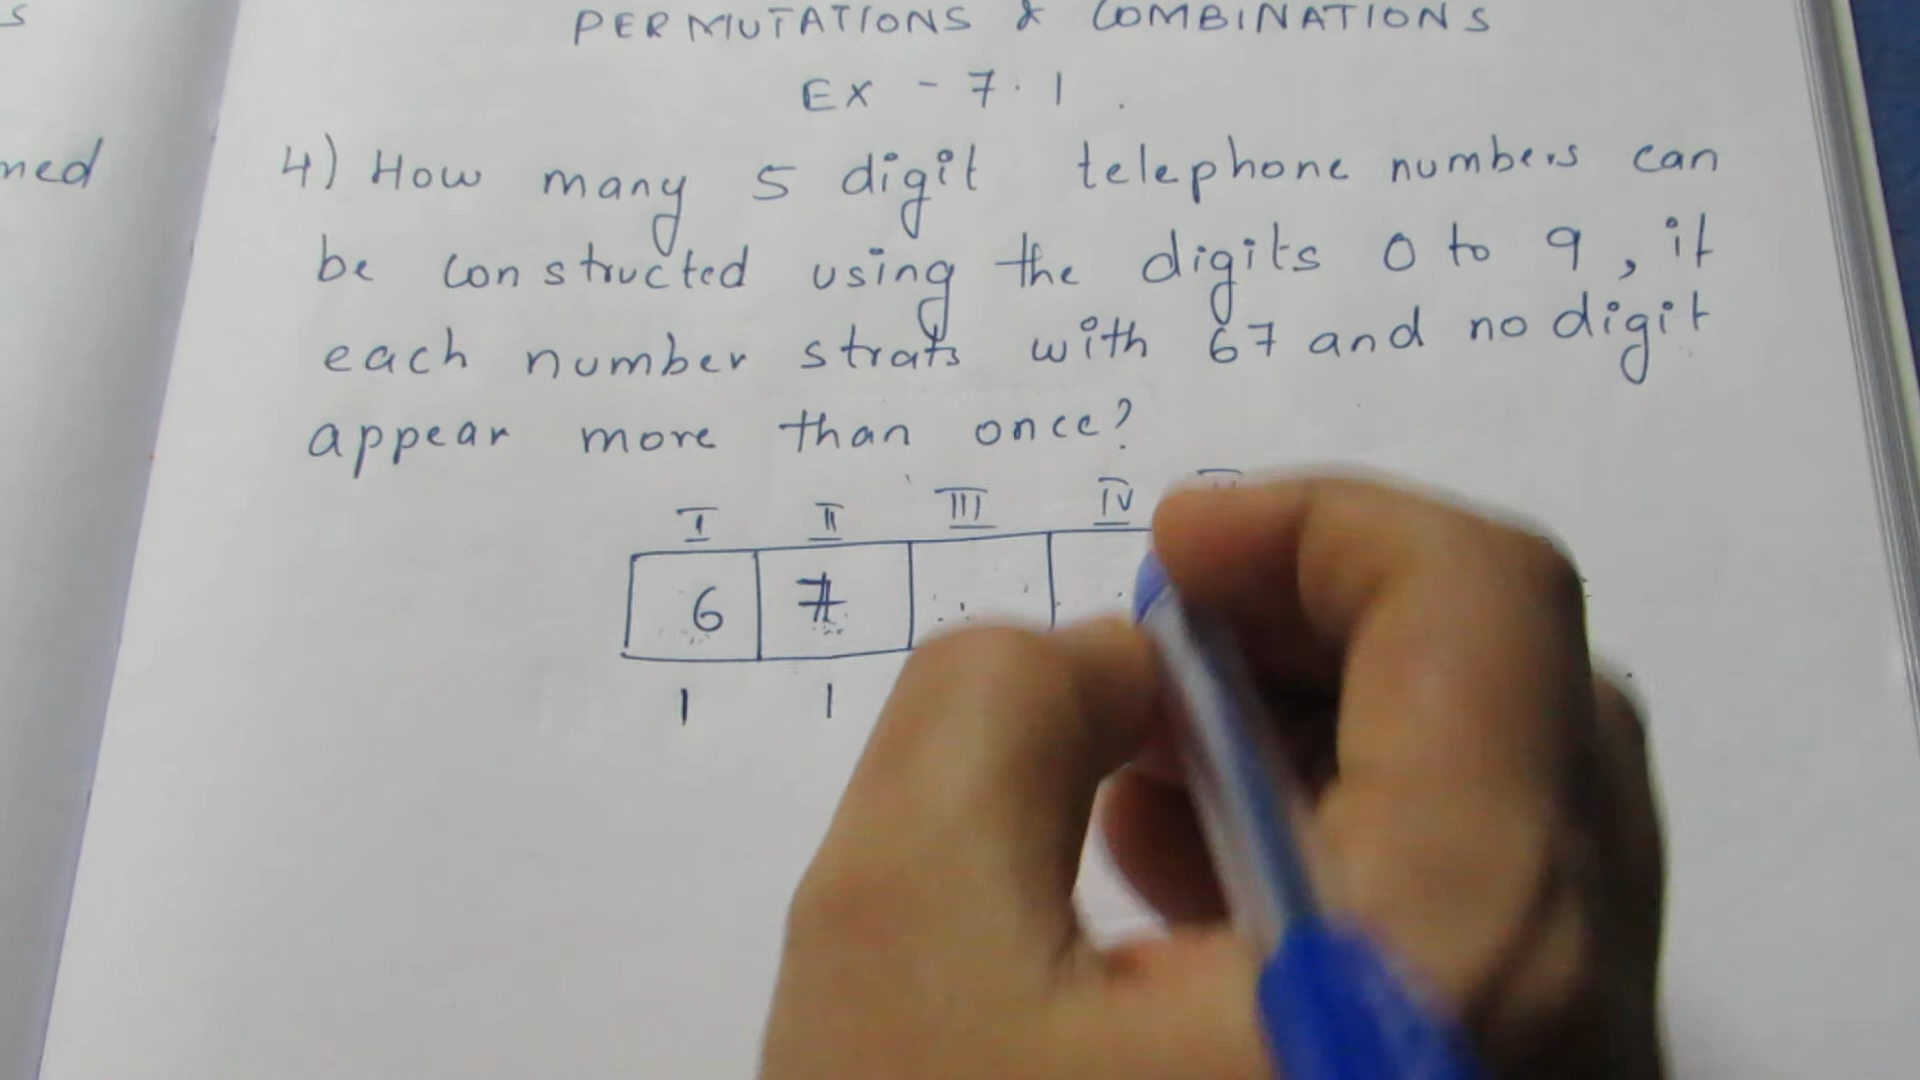 s
PERMUTATIONS & COMBINATIONS
EX - 7.1.
ned
4) How many 5 digit telephone numbers can
be constructed using the digits 0 to 9, if
each number strats with 67 and no digit
appear more than once?
I II III IV
6 7
1 1